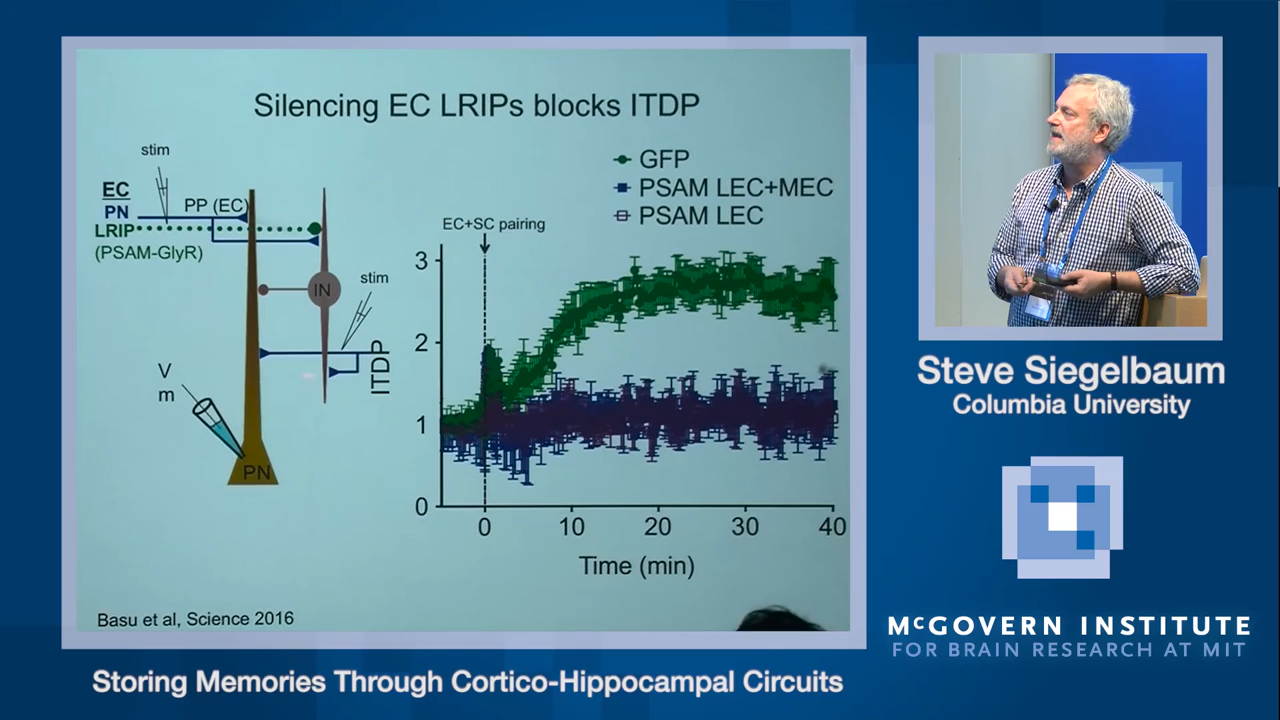 Silencing EC LRIPs blocks ITDP
stim
EC
PN
PP (EC)
LRIP
(PSAM-GlyR)
IN
stim
V
m
PN
GFP
PSAM LEC+MEC
PSAM LEC
EC+SC pairing
ITDP
3
2
1
0
0 10 20 30 40
Time (min)
Basu et al, Science 2016
Steve Siegelbaum
Columbia University
McGOVERN INSTITUTE
FOR BRAIN RESEARCH AT MIT
Storing Memories Through Cortico-Hippocampal Circuits